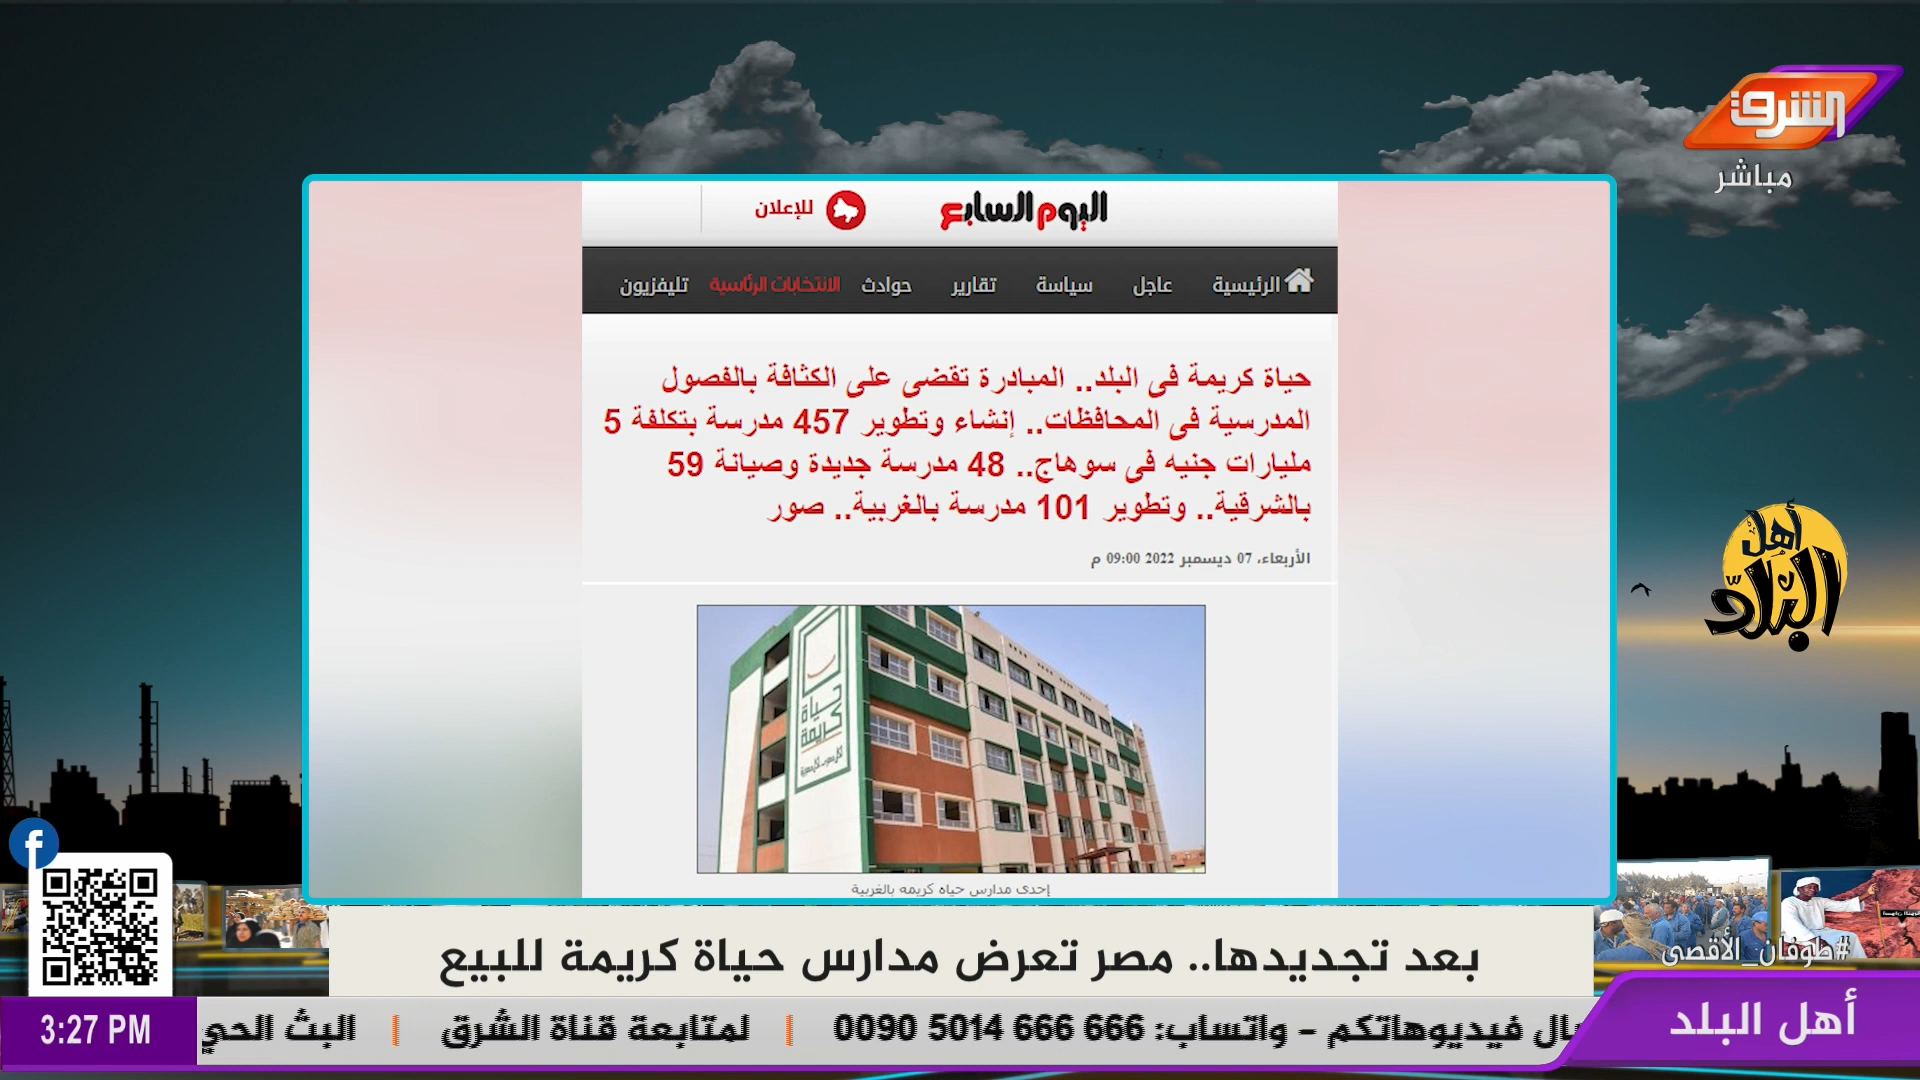 الشرق
مباشر
اليوم السابع
للإعلان
الرئيسية عاجل سياسة تقارير حوادث الانتخابات الرئاسية تليفزيون
حياة كريمة فى البلد.. المبادرة تقضى على الكثافة بالفصول
المدرسية فى المحافظات.. إنشاء وتطوير 457 مدرسة بتكلفة 5
مليارات جنيه فى سوهاج.. 48 مدرسة جديدة وصيانة 59
بالشرقية.. وتطوير 101 مدرسة بالغربية.. صور
الأربعاء، 07 ديسمبر 2022 09:00 م
حياة
كريمة
إحدى مدارس حياه كريمه بالغربية
أهل
البلد
f
#طوفان_الأقصى
بعد تجديدها.. مصر تعرض مدارس حياة كريمة للبيع
أهل البلد
ال فيديوهاتكم - واتساب: 666 666 5014 0090 | لمتابعة قناة الشرق | البث الحي
3:27 PM